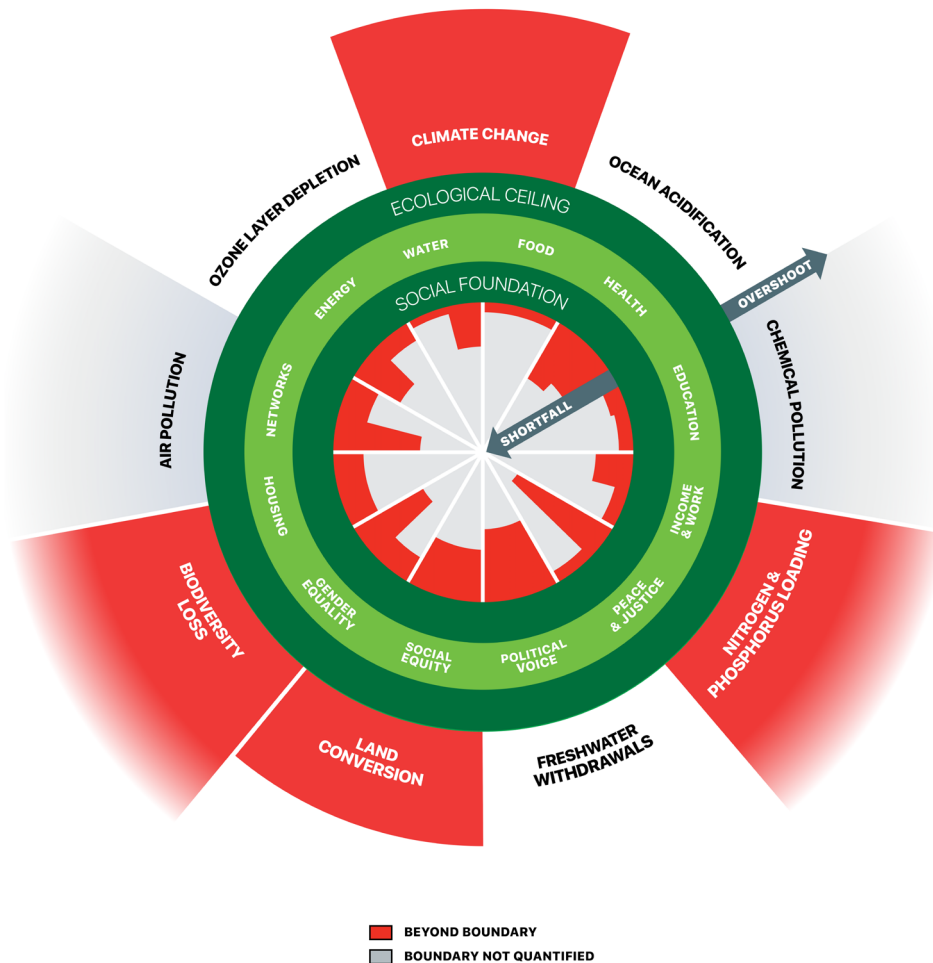 CLIMATE CHANGE
OZONE LAYER DEPLETION
OCEAN ACIDIFICATION
ECOLOGICAL CEILING
WATER
FOOD
ENERGY
HEALTH
SOCIAL FOUNDATION
OVERSHOOT
NETWORKS
EDUCATION
AIR POLLUTION
CHEMICAL POLLUTION
SHORTFALL
HOUSING
INCOME
& WORK
GENDER
EQUALITY
PEACE
& JUSTICE
SOCIAL
EQUITY
POLITICAL
VOICE
BIODIVERSITY
LOSS
NITROGEN &
PHOSPHORUS LOADING
LAND
CONVERSION
FRESHWATER
WITHDRAWALS
BEYOND BOUNDARY
BOUNDARY NOT QUANTIFIED